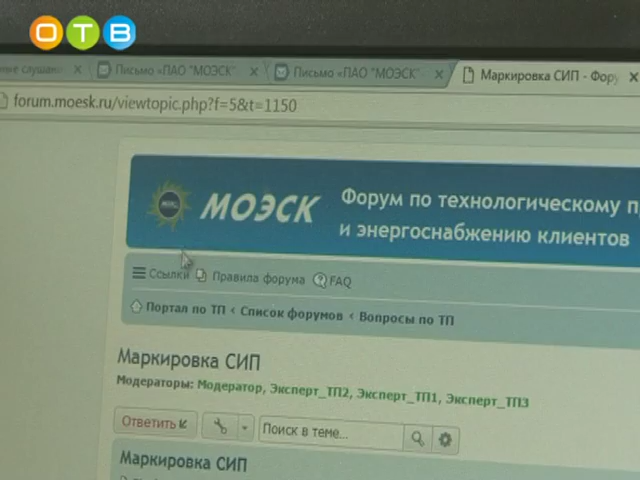 ОТВ
Письмо «ПАО "МОЭСК" × Письмо «ПАО "МОЭСК" × Маркировка СИП - Фору ×
forum.moesk.ru/viewtopic.php?f=5&t=1150
МОЭСК
Форум по технологическому
и энергоснабжению клиентов
Ссылки Правила форума FAQ
Портал по ТП ‹ Список форумов ‹ Вопросы по ТП
Маркировка СИП
Модераторы: Модератор, Эксперт_ТП2, Эксперт_ТП1, Эксперт_ТП3
Ответить Поиск в теме...
Маркировка СИП